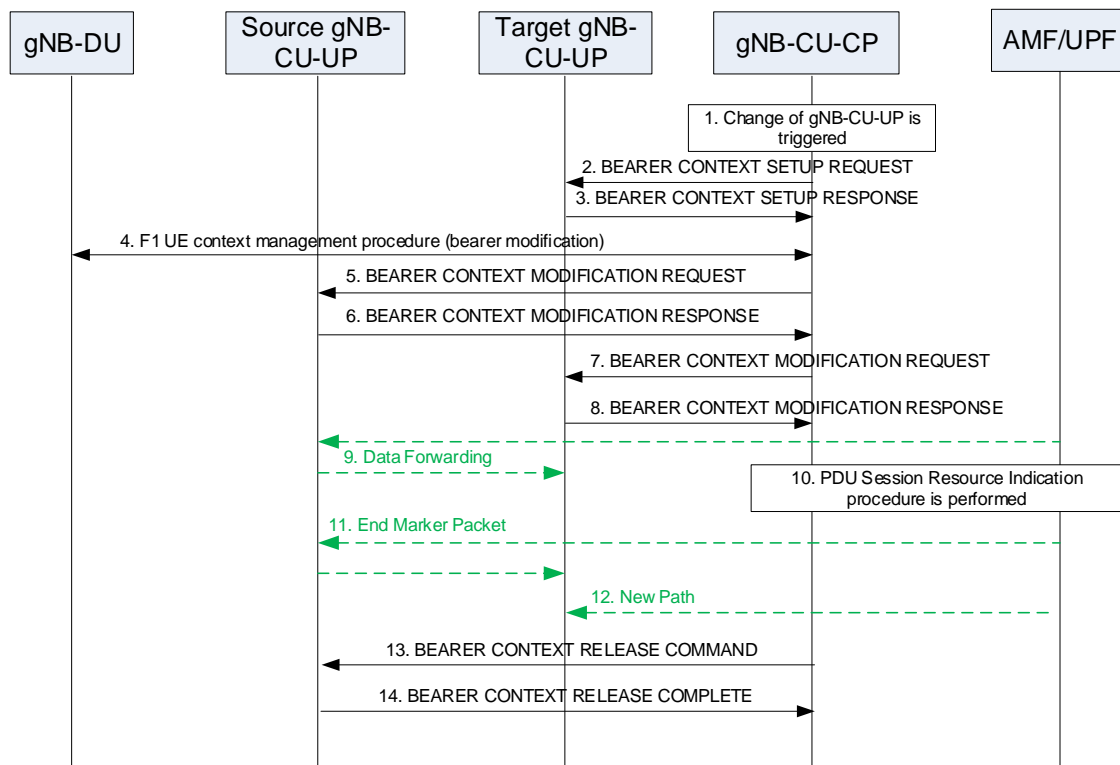 gNB-DU
Source gNB-
CU-UP
Target gNB-
CU-UP
gNB-CU-CP
AMF/UPF
1. Change of gNB-CU-UP is
triggered
2. BEARER CONTEXT SETUP REQUEST
3. BEARER CONTEXT SETUP RESPONSE
4. F1 UE context management procedure (bearer modification)
5. BEARER CONTEXT MODIFICATION REQUEST
6. BEARER CONTEXT MODIFICATION RESPONSE
7. BEARER CONTEXT MODIFICATION REQUEST
8. BEARER CONTEXT MODIFICATION RESPONSE
9. Data Forwarding
10. PDU Session Resource Indication
procedure is performed
11. End Marker Packet
12. New Path
13. BEARER CONTEXT RELEASE COMMAND
14. BEARER CONTEXT RELEASE COMPLETE